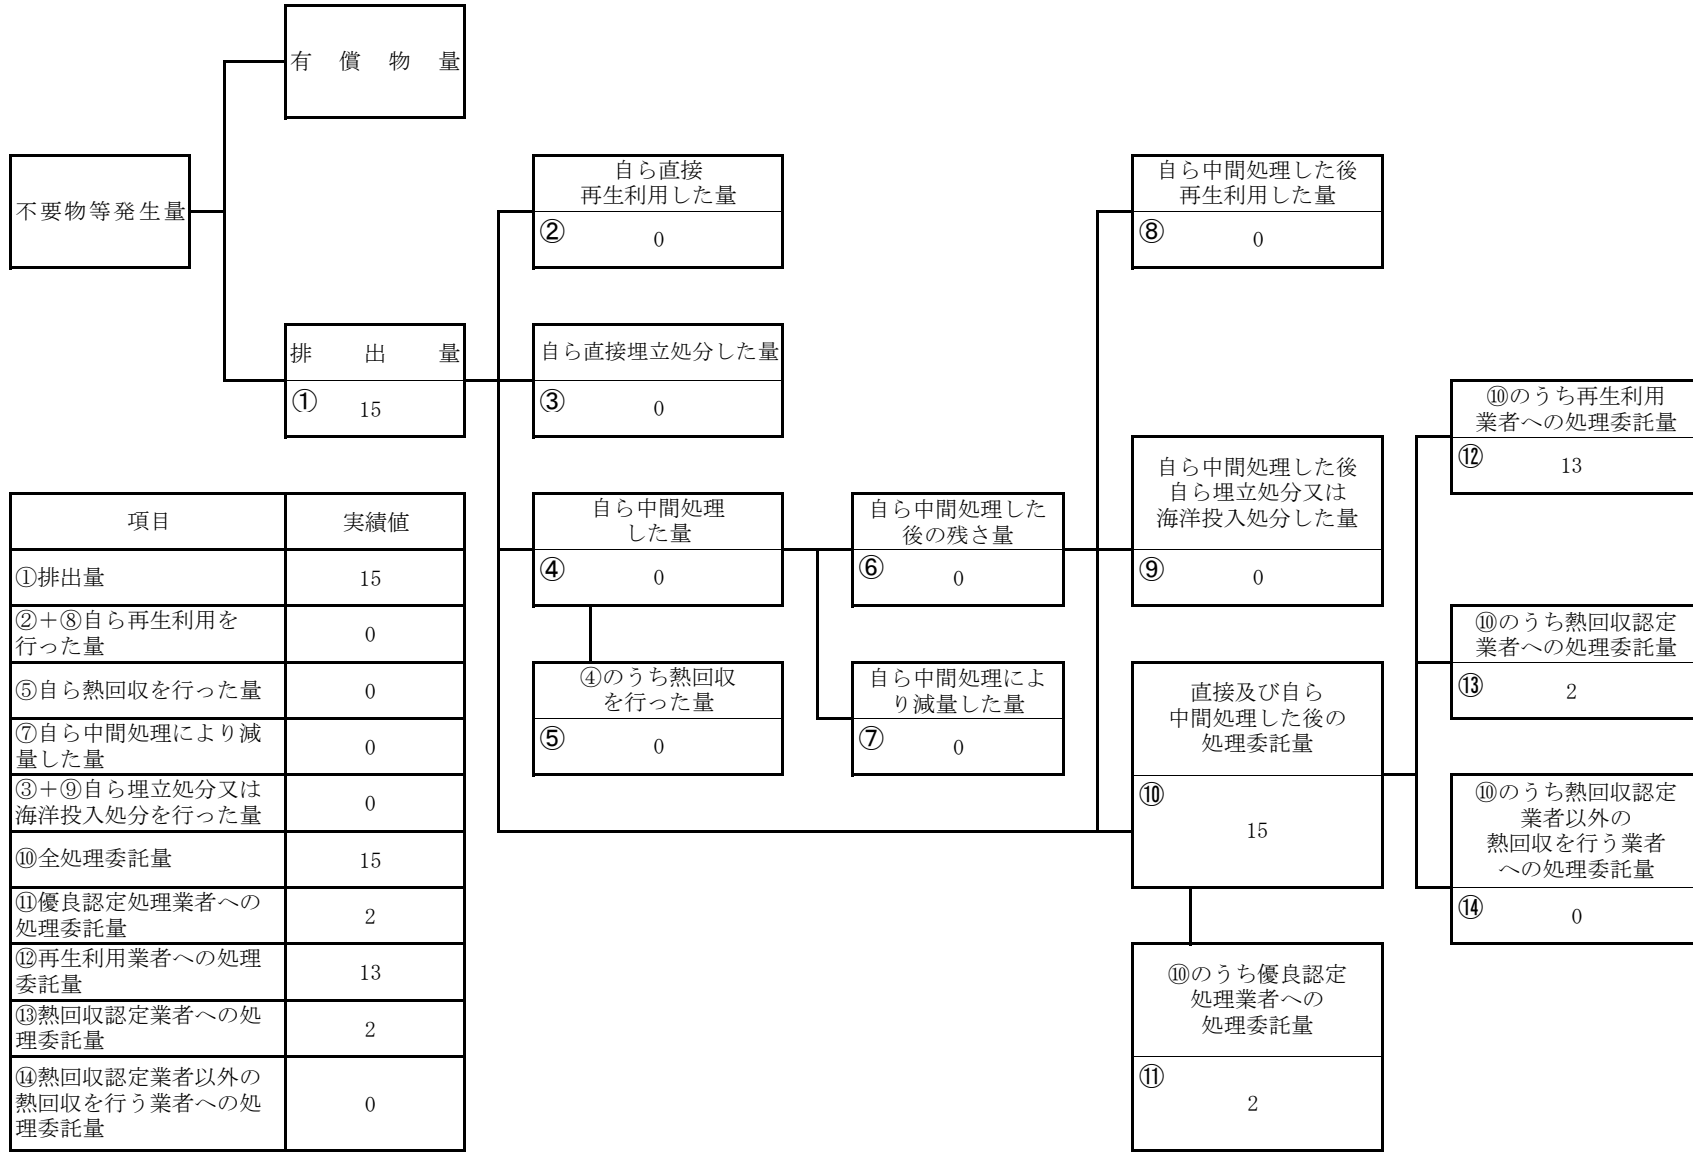 有償物量
不要物等発生量
自ら直接
再生利用した量
② 0
自ら中間処理した後
再生利用した量
⑧ 0
排出量
① 15
自ら直接埋立処分した量
③ 0
⑩のうち再生利用
業者への処理委託量
⑫ 13
自ら中間処理した後
自ら埋立処分又は
海洋投入処分した量
⑨ 0
自ら中間処理
した量
④ 0
自ら中間処理した
後の残さ量
⑥ 0
⑩のうち熱回収認定
業者への処理委託量
⑬ 2
④のうち熱回収
を行った量
⑤ 0
自ら中間処理によ
り減量した量
⑦ 0
直接及び自ら
中間処理した後の
処理委託量
⑩
15
⑩のうち熱回収認定
業者以外の
熱回収を行う業者
への処理委託量
⑭ 0
⑩のうち優良認定
処理業者への
処理委託量
⑪
2
項目 実績値
①排出量 15
②＋⑧自ら再生利用を
行った量 0
⑤自ら熱回収を行った量 0
⑦自ら中間処理により減
量した量 0
③＋⑨自ら埋立処分又は
海洋投入処分を行った量 0
⑩全処理委託量 15
⑪優良認定処理業者への
処理委託量 2
⑫再生利用業者への処理
委託量 13
⑬熱回収認定業者への処
理委託量 2
⑭熱回収認定業者以外の
熱回収を行う業者への処
理委託量 0